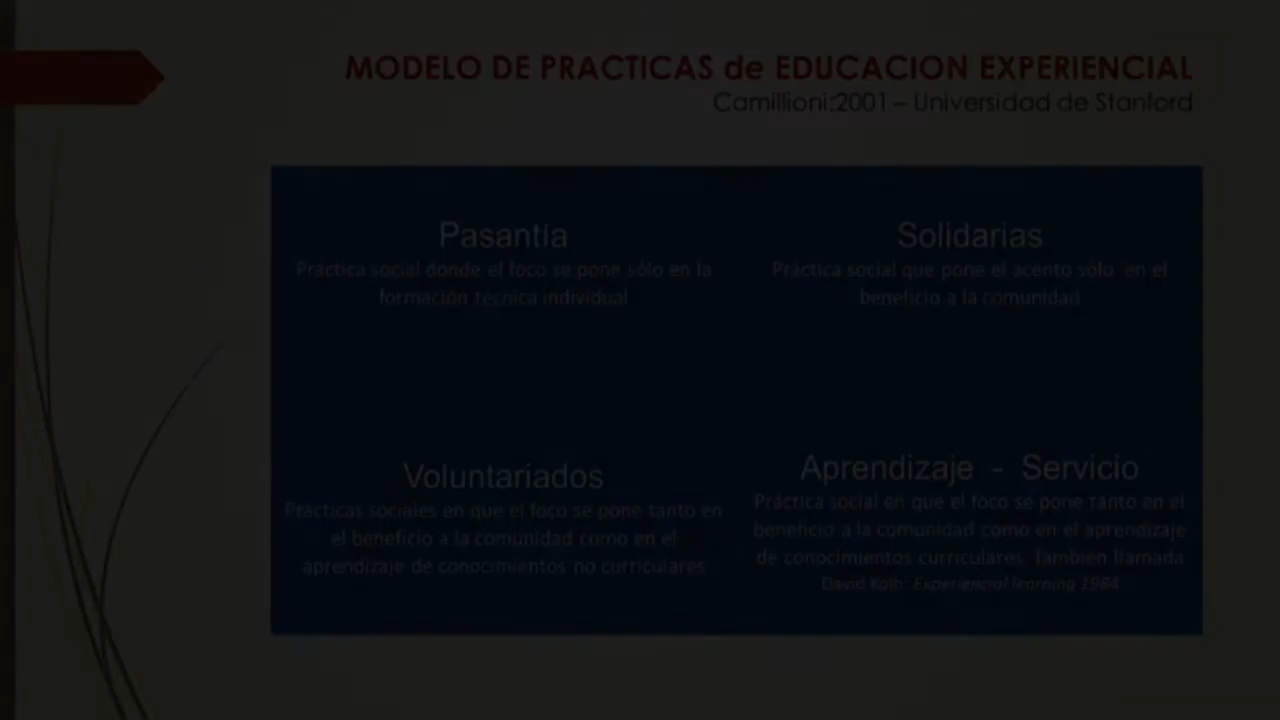 MODELO DE PRACTICAS de EDUCACION EXPERIENCIAL
Camillioni:2001 – Universidad de Stanford
Pasantía
Práctica social donde el foco se pone sólo en la
formación tecnica individual
Solidarias
Práctica social que pone el acento sólo en el
beneficio a la comunidad
Voluntariados
Prácticas sociales en que el foco se pone tanto en
el beneficio a la comunidad como en el
aprendizaje de conocimientos no curriculares
Aprendizaje - Servicio
Práctica social en que el foco se pone tanto en el
beneficio a la comunidad como en el aprendizaje
de conocimientos curriculares. Tambien llamada
David Kolb: Experiencial learning 1984